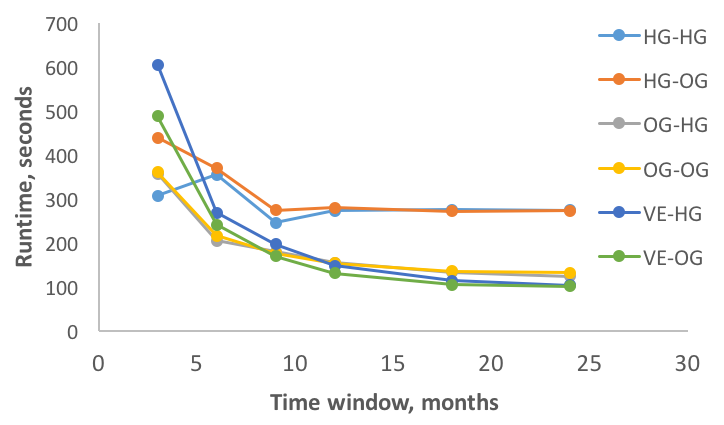 700
600
500
400
300
200
100
0
0 5 10 15 20 25 30
Runtime, seconds
Time window, months
HG-HG
HG-OG
OG-HG
OG-OG
VE-HG
VE-OG